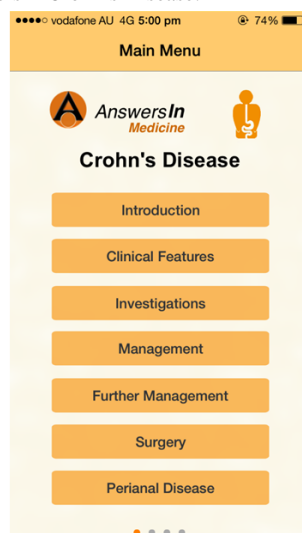 vodafone AU 4G 5:00 pm 74%
Main Menu
AnswersIn
Medicine
Crohn's Disease
Introduction
Clinical Features
Investigations
Management
Further Management
Surgery
Perianal Disease